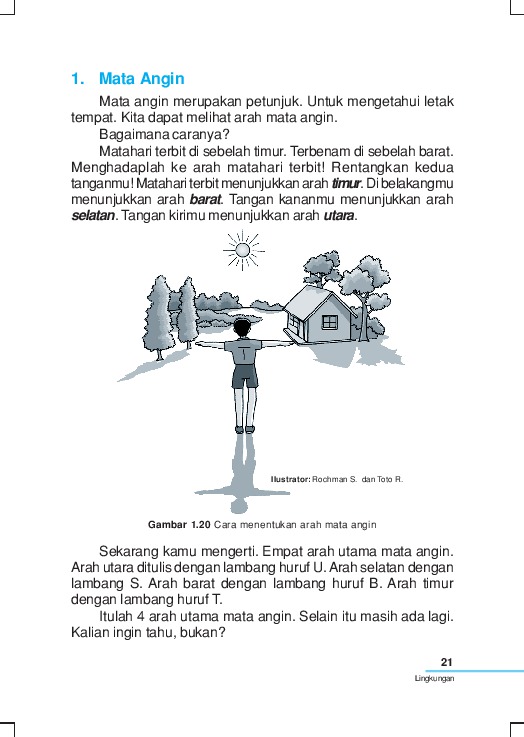 1. Mata Angin
Mata angin merupakan petunjuk. Untuk mengetahui letak
tempat. Kita dapat melihat arah mata angin.
Bagaimana caranya?
Matahari terbit di sebelah timur. Terbenam di sebelah barat.
Menghadaplah ke arah matahari terbit! Rentangkan kedua
tanganmu! Matahari terbit menunjukkan arah timur. Di belakangmu
menunjukkan arah barat. Tangan kananmu menunjukkan arah
selatan. Tangan kirimu menunjukkan arah utara.
Ilustrator: Rochman S. dan Toto R.
Gambar 1.20 Cara menentukan arah mata angin
Sekarang kamu mengerti. Empat arah utama mata angin.
Arah utara ditulis dengan lambang huruf U. Arah selatan dengan
lambang S. Arah barat dengan lambang huruf B. Arah timur
dengan lambang huruf T.
Itulah 4 arah utama mata angin. Selain itu masih ada lagi.
Kalian ingin tahu, bukan?
21
Lingkungan